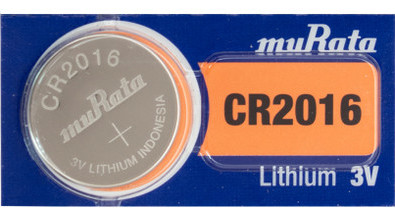 CR2016
muRata
+
3V LITHIUM INDONESIA
muRata
CR2016
Lithium 3V